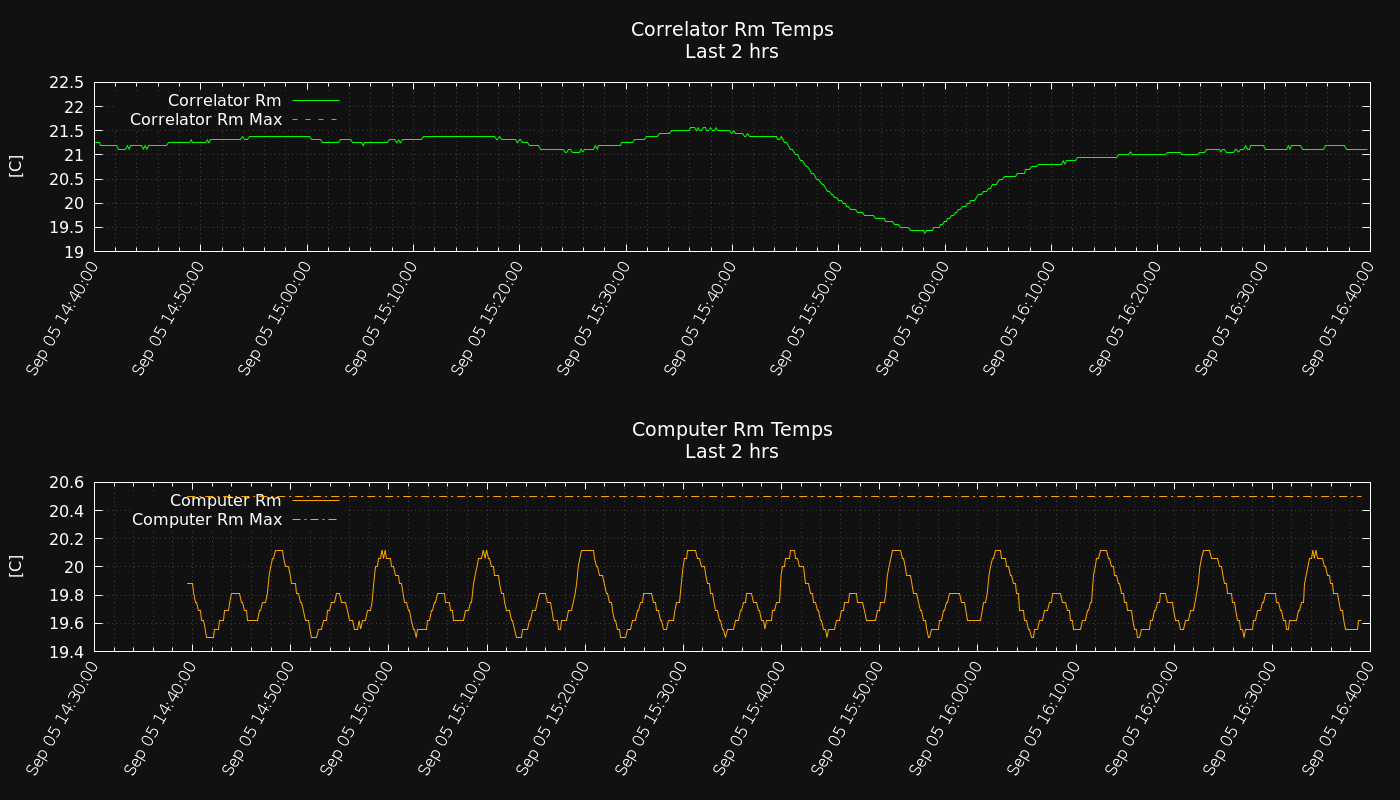 Correlator Rm Temps
Last 2 hrs
22.5
22
21.5
21
20.5
20
19.5
19
[C]
Correlator Rm
Correlator Rm Max
Sep 05 14:40:00
Sep 05 14:50:00
Sep 05 15:00:00
Sep 05 15:10:00
Sep 05 15:20:00
Sep 05 15:30:00
Sep 05 15:40:00
Sep 05 15:50:00
Sep 05 16:00:00
Sep 05 16:10:00
Sep 05 16:20:00
Sep 05 16:30:00
Sep 05 16:40:00
Computer Rm Temps
Last 2 hrs
20.6
20.4
20.2
20
19.8
19.6
19.4
[C]
Computer Rm
Computer Rm Max
Sep 05 14:30:00
Sep 05 14:40:00
Sep 05 14:50:00
Sep 05 15:00:00
Sep 05 15:10:00
Sep 05 15:20:00
Sep 05 15:30:00
Sep 05 15:40:00
Sep 05 15:50:00
Sep 05 16:00:00
Sep 05 16:10:00
Sep 05 16:20:00
Sep 05 16:30:00
Sep 05 16:40:00